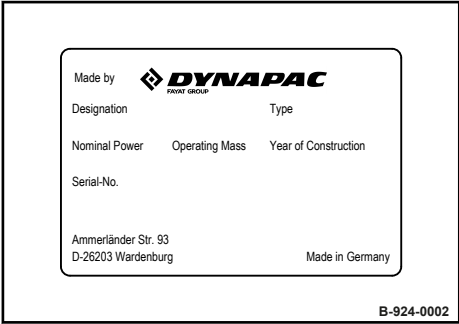 Made by DYNAPAC
FAYAT GROUP
Designation Type
Nominal Power Operating Mass Year of Construction
Serial-No.
Ammerländer Str. 93
D-26203 Wardenburg Made in Germany
B-924-0002